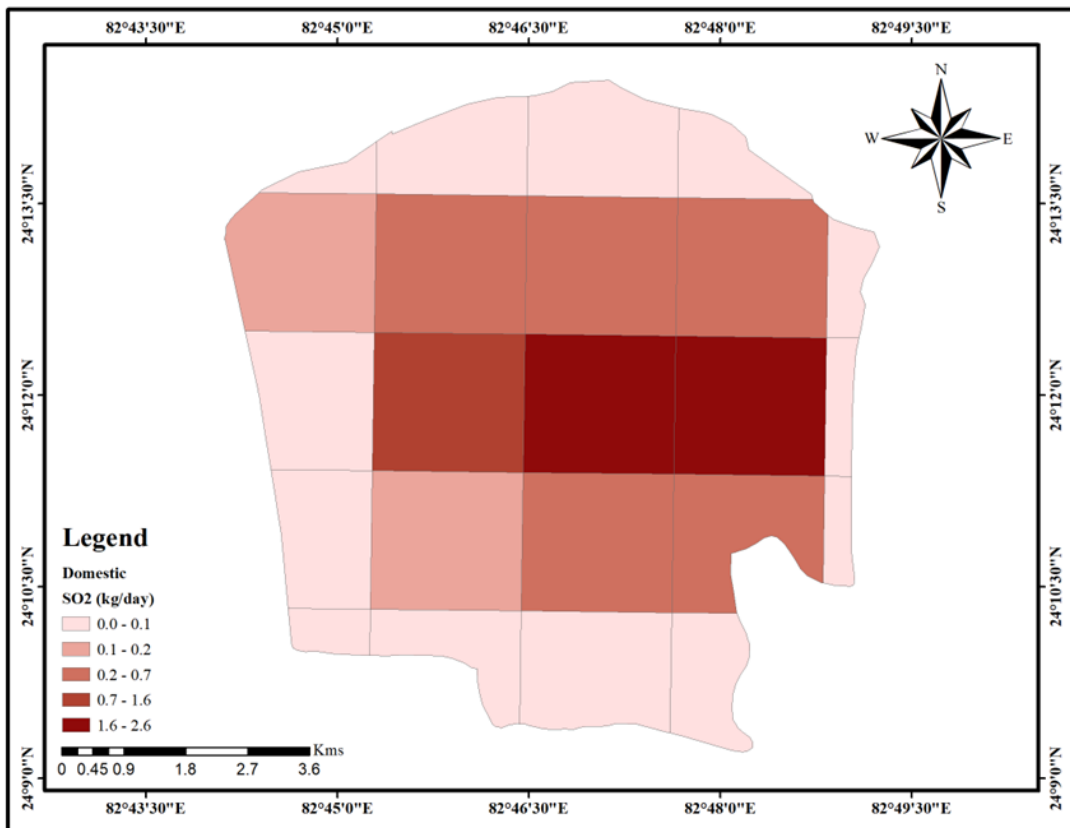 82°43'30"E 82°45'0"E 82°46'30"E 82°48'0"E 82°49'30"E
N
W E
S
24°13'30"N 24°13'30"N
24°12'0"N 24°12'0"N
24°10'30"N 24°10'30"N
24°9'0"N 24°9'0"N
Legend
Domestic
SO2 (kg/day)
0.0 - 0.1
0.1 - 0.2
0.2 - 0.7
0.7 - 1.6
1.6 - 2.6
Kms
0 0.45 0.9 1.8 2.7 3.6
82°43'30"E 82°45'0"E 82°46'30"E 82°48'0"E 82°49'30"E